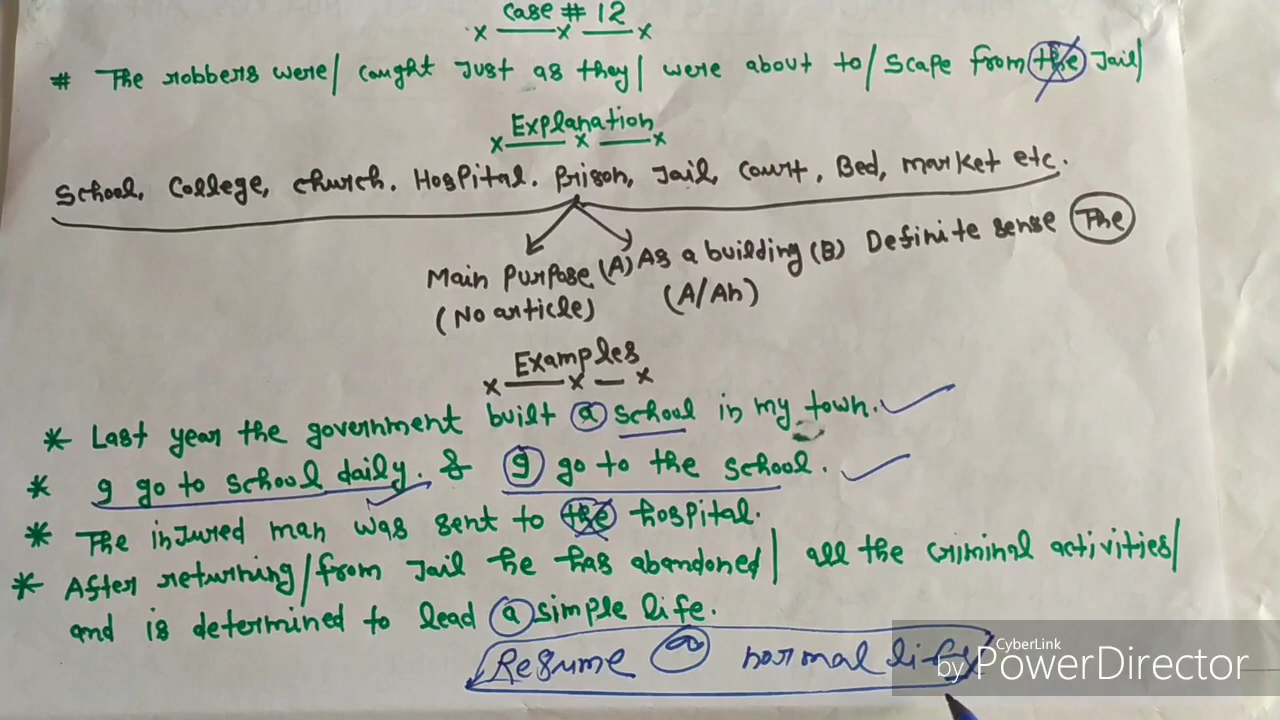 Case # 12
# The robbers were/ caught Just as they/ were about to/ scape from the Jail/
Explanation
School, College, church. Hospital. Prison, Jail, Court, Bed, market etc.
Main Purpose (A) As a building (B) Definite sense The
(No article) (A/An)
Examples
* Last year the government built a school in my town.
* I go to school daily. & I go to the school.
* The injured man was sent to the hospital.
* After returning/from Jail he has abandoned/ all the criminal activities/
and is determined to lead a simple life.
Resume a normal life
CyberLink
by PowerDirector